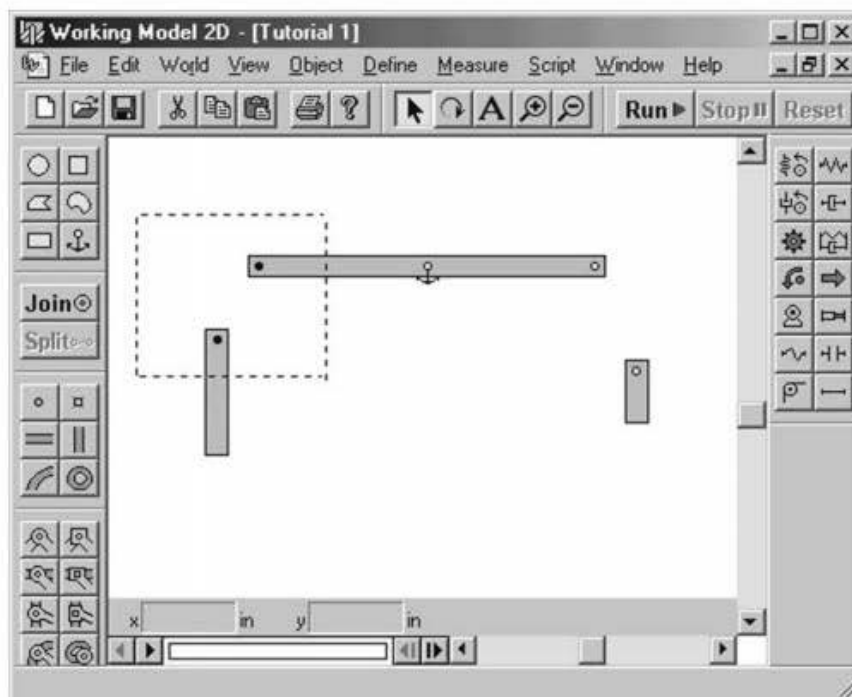 Working Model 2D - [Tutorial 1]
File Edit World View Object Define Measure Script Window Help
A Run Stop Reset
Join
Split
x in y in